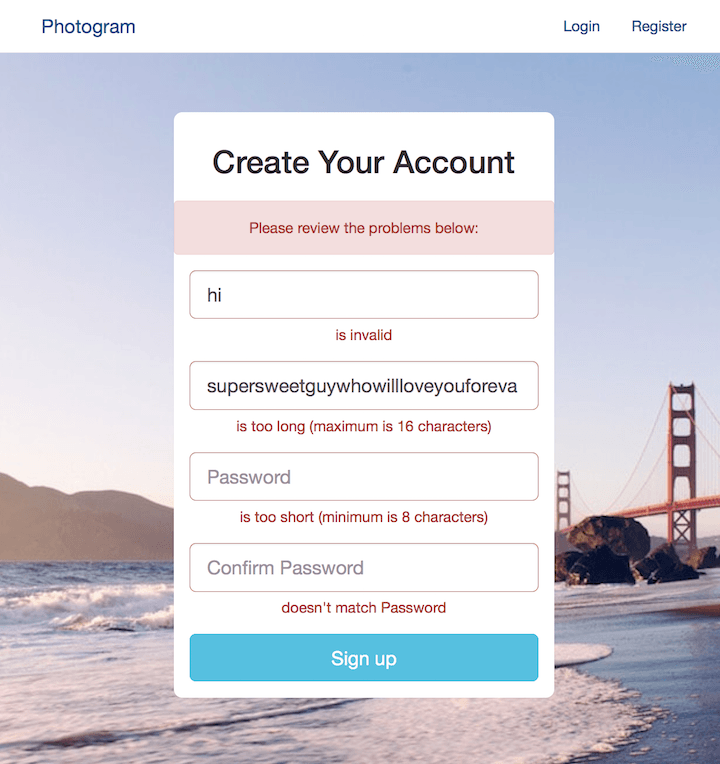 Photogram Login Register
Create Your Account
Please review the problems below:
hi
is invalid
supersweetguywhowillloveyouforeva
is too long (maximum is 16 characters)
Password
is too short (minimum is 8 characters)
Confirm Password
doesn't match Password
Sign up